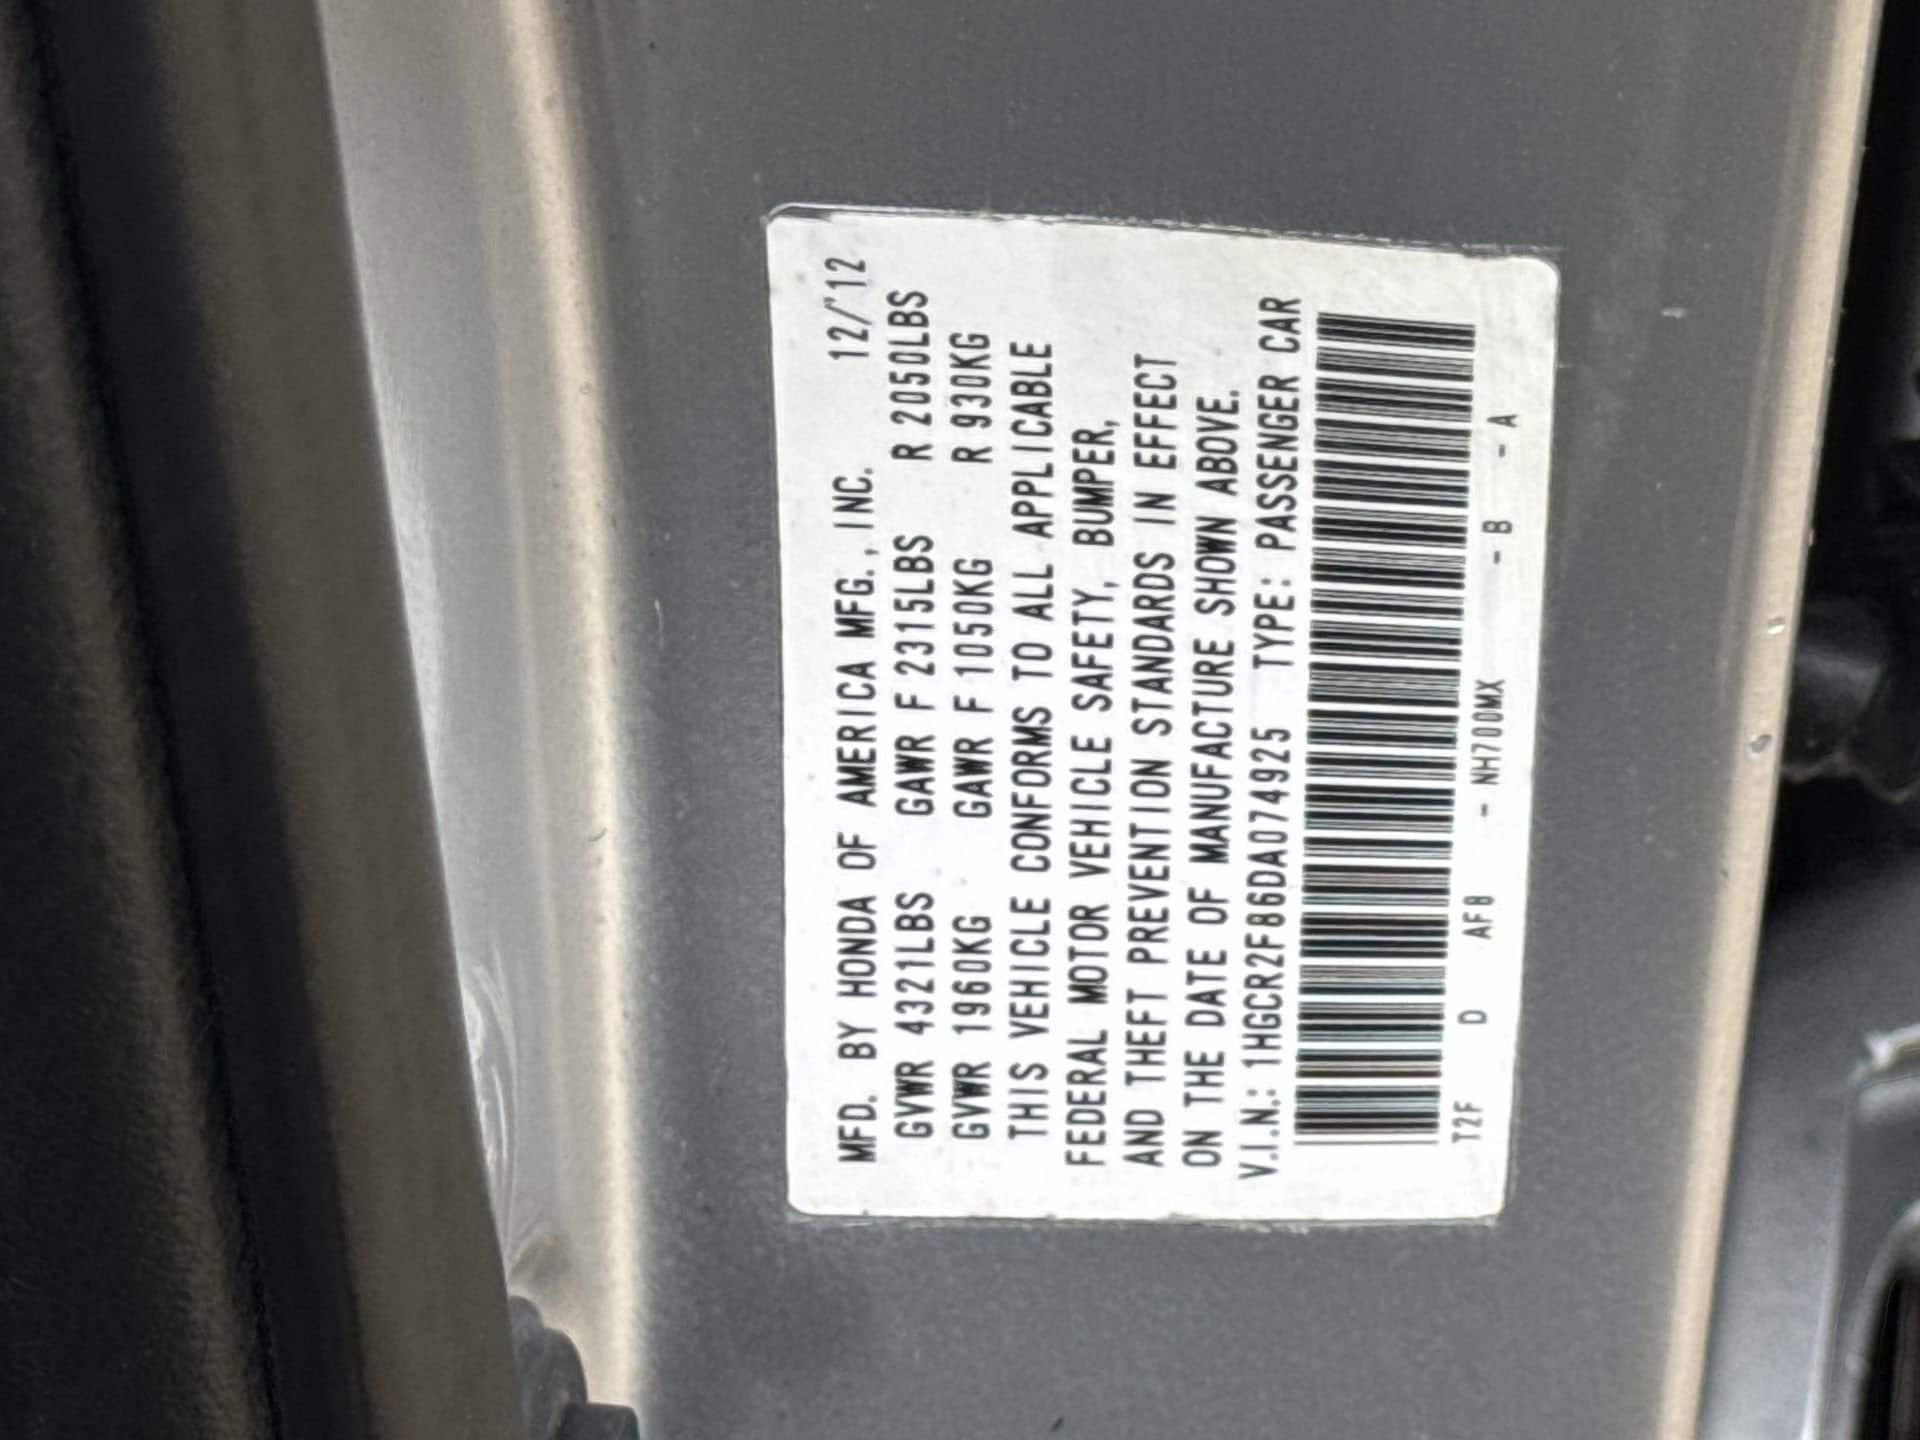 MFD. BY HONDA OF AMERICA MFG., INC. 12/'12
GVWR 4321LBS GAWR F 2315LBS R 2050LBS
GVWR 1960KG GAWR F 1050KG R 930KG
THIS VEHICLE CONFORMS TO ALL APPLICABLE
FEDERAL MOTOR VEHICLE SAFETY, BUMPER,
AND THEFT PREVENTION STANDARDS IN EFFECT
ON THE DATE OF MANUFACTURE SHOWN ABOVE.
V.I.N.: 1HGCR2F86DA074925 TYPE: PASSENGER CAR
T2F D AF8 - NH700MX - B - A